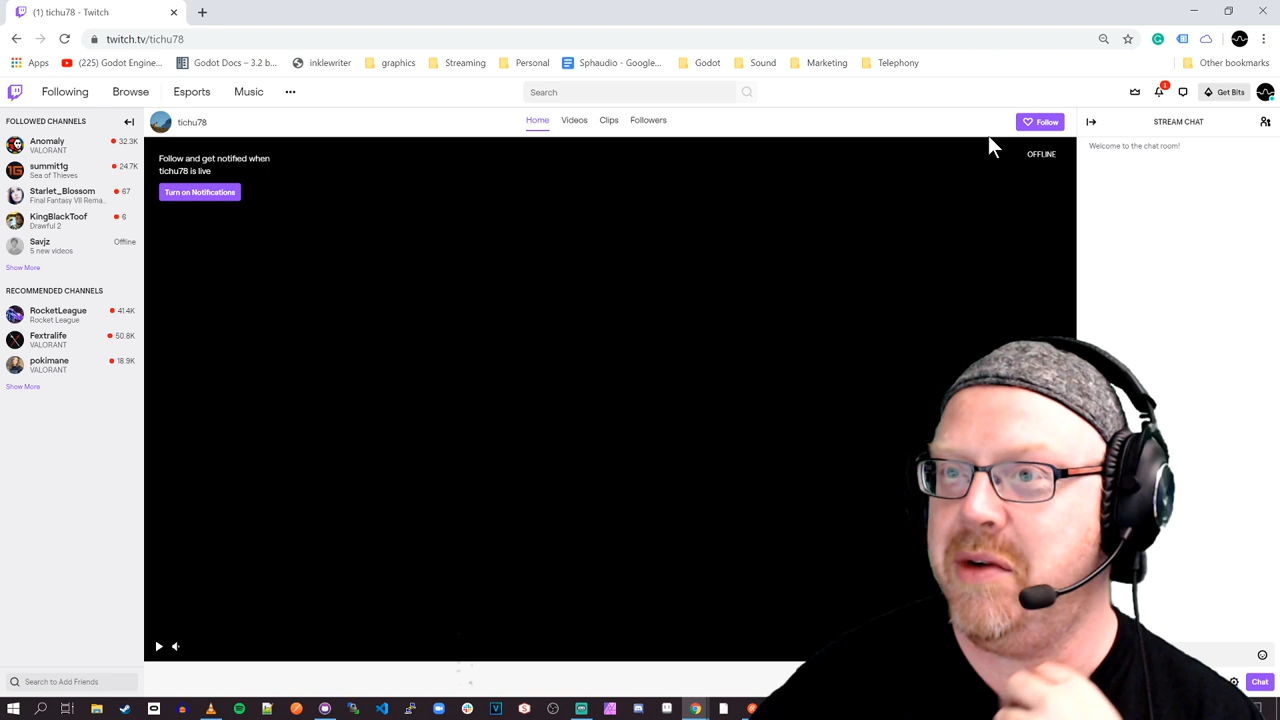 (1) tichu78 - Twitch
twitch.tv/tichu78
Apps
(225) Godot Engine...
Godot Docs – 3.2 b...
inklewriter
graphics
Streaming
Personal
Sphaudio - Google...
Godot
Sound
Marketing
Telephony
Other bookmarks
Following
Browse
Esports
Music
Search
1
Get Bits
FOLLOWED CHANNELS
Anomaly
32.3K
VALORANT
summit1g
24.7K
Sea of Thieves
Starlet_Blossom
67
Final Fantasy VII Rema...
KingBlackToof
6
Drawful 2
Savjz
Offline
5 new videos
Show More
RECOMMENDED CHANNELS
RocketLeague
41.4K
Rocket League
Fextralife
50.8K
VALORANT
pokimane
18.9K
VALORANT
Show More
Search to Add Friends
tichu78
Home
Videos
Clips
Followers
Follow
Follow and get notified when
tichu78 is live
Turn on Notifications
OFFLINE
STREAM CHAT
Welcome to the chat room!
Chat